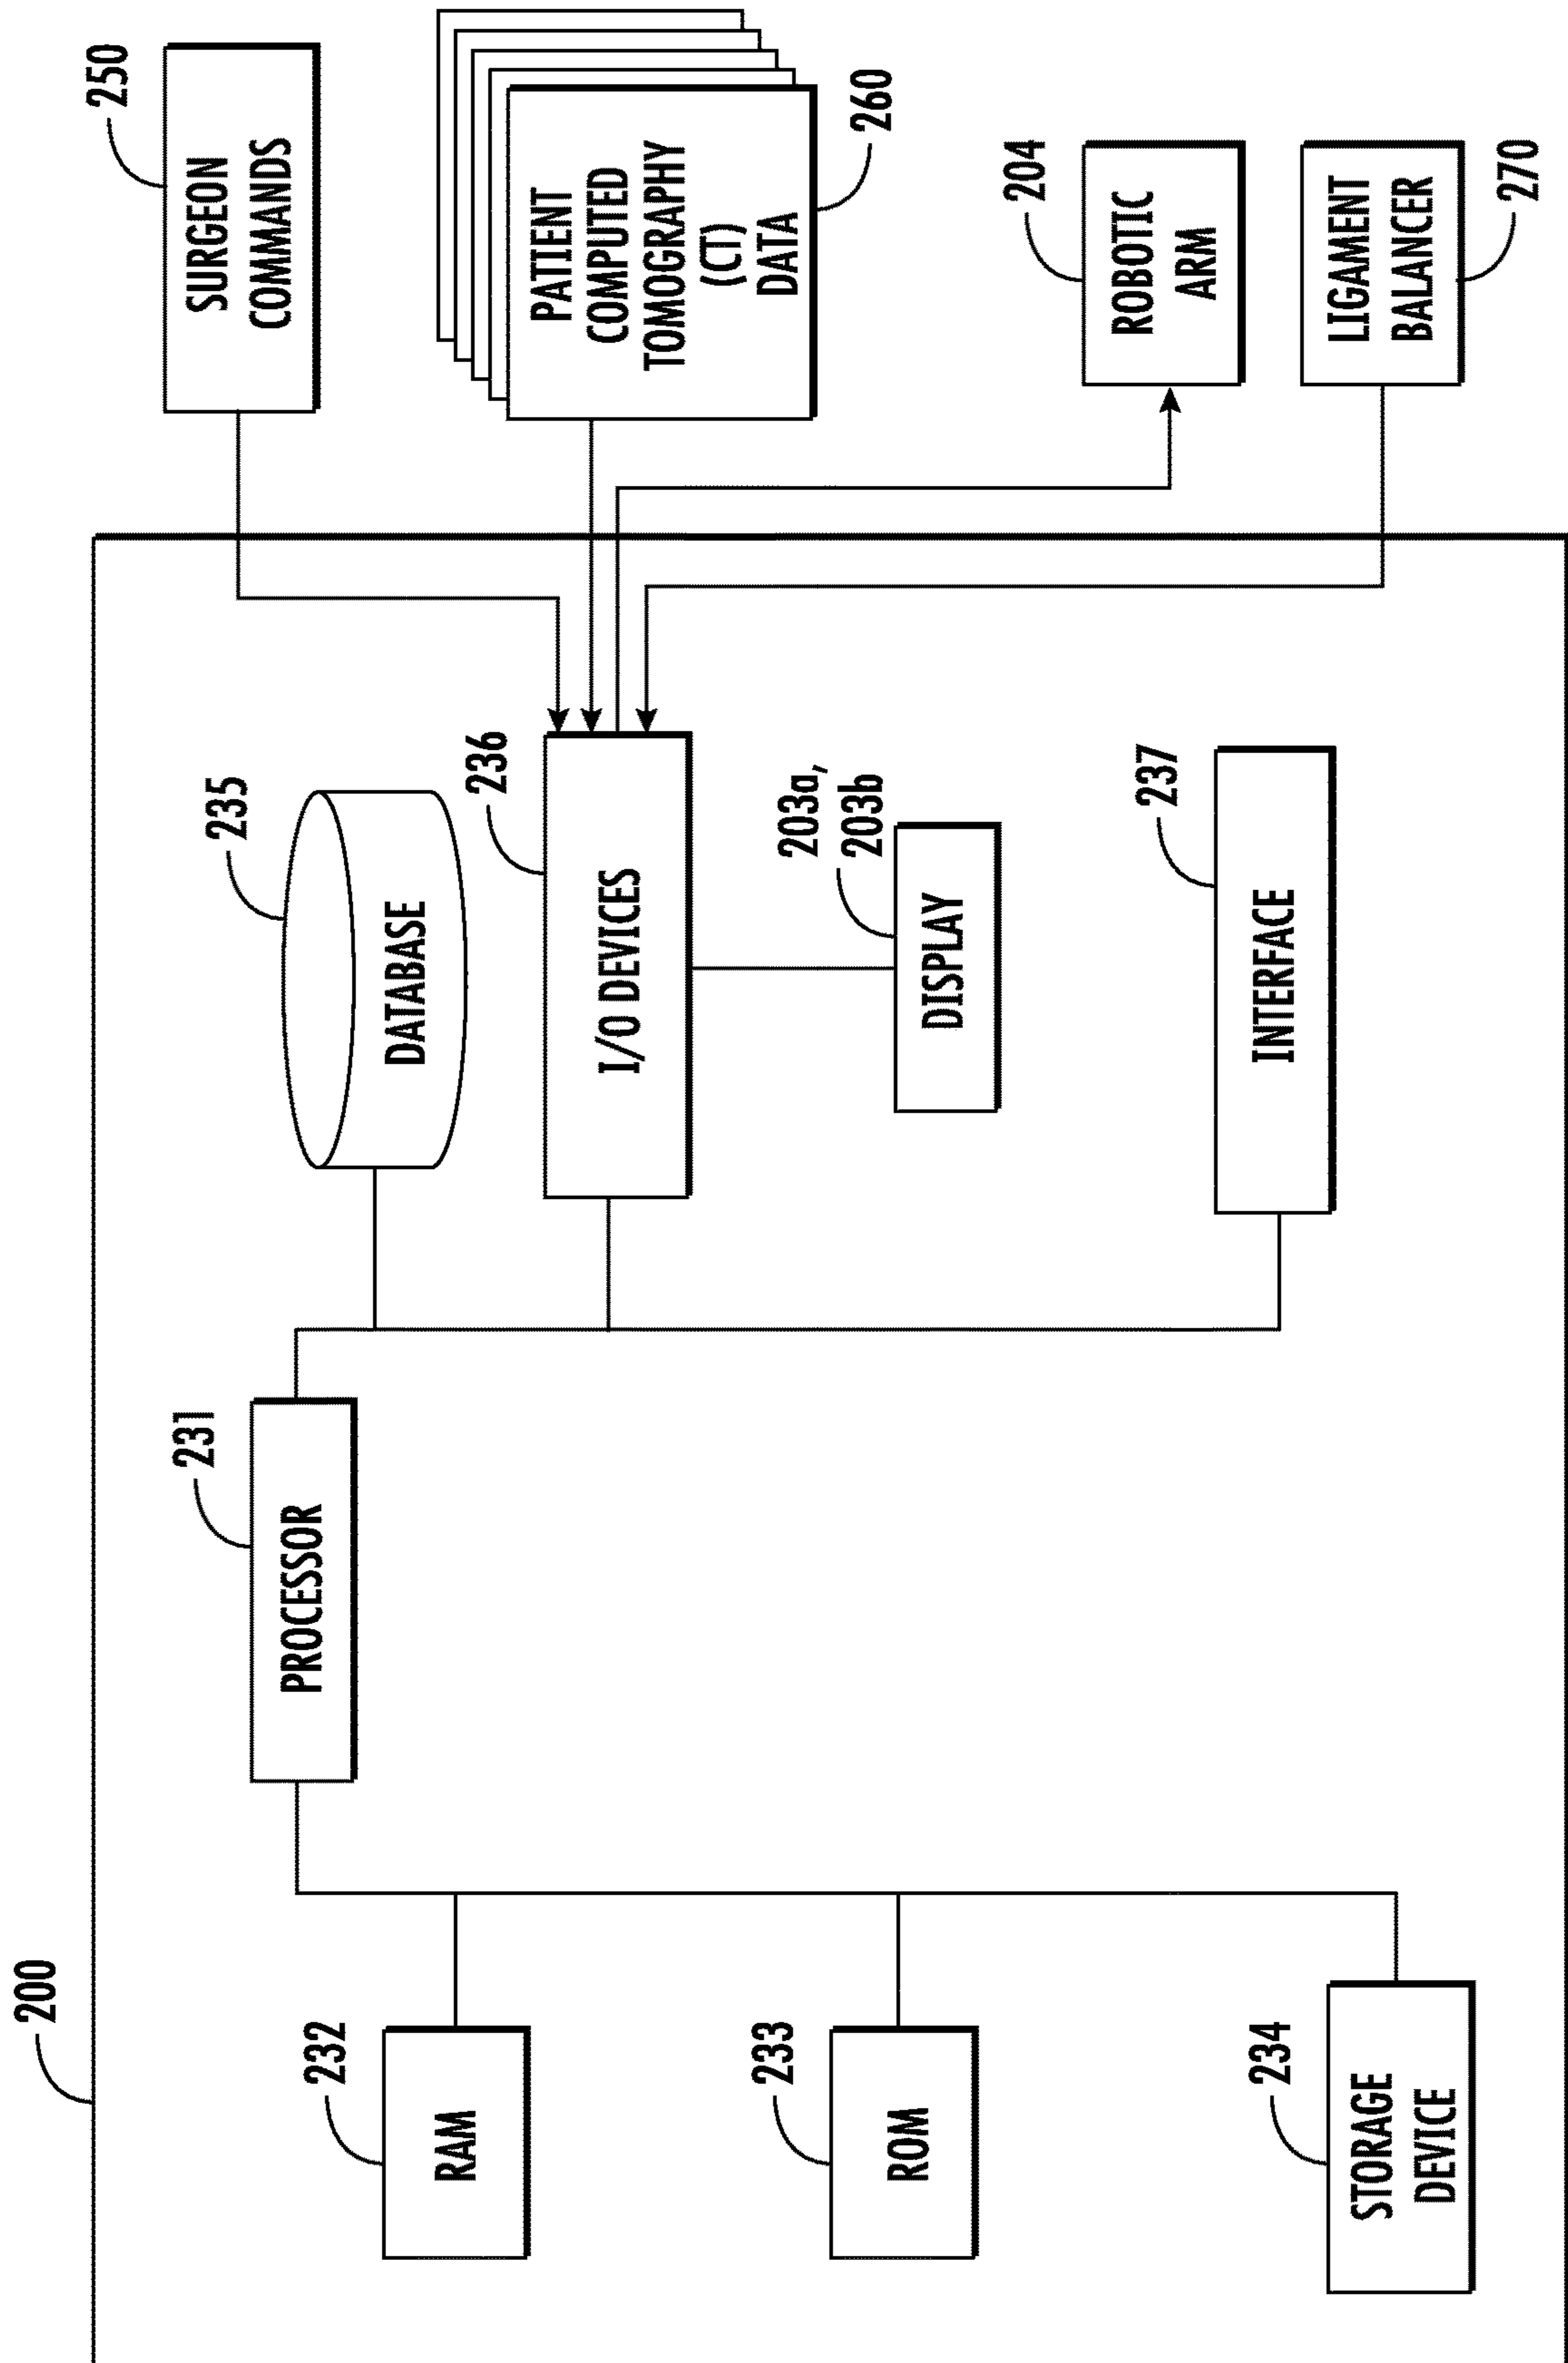 200
232
RAM
233
ROM
234
STORAGE
DEVICE
231
PROCESSOR
235
DATABASE
236
I/O DEVICES
203a,
203b
DISPLAY
237
INTERFACE
250
SURGEON
COMMANDS
PATIENT
COMPUTED
TOMOGRAPHY
(CT)
DATA
260
204
ROBOTIC
ARM
LIGAMENT
BALANCER
270